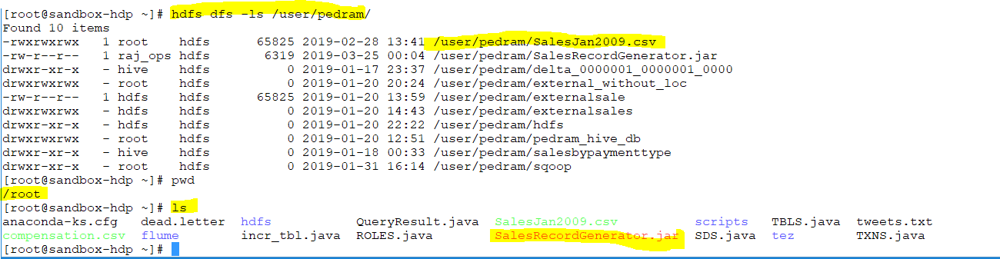 [root@sandbox-hdp ~]# hdfs dfs -ls /user/pedram/
Found 10 items
-rwxrwxrwx   1 root    hdfs      65825 2019-02-28 13:41 /user/pedram/SalesJan2009.csv
-rw-r--r--   1 raj_ops hdfs       6319 2019-03-25 00:04 /user/pedram/SalesRecordGenerator.jar
drwxr-xr-x   - hive    hdfs          0 2019-01-17 23:37 /user/pedram/delta_0000001_0000001_0000
drwxrwxrwx   - root    hdfs          0 2019-01-20 20:24 /user/pedram/external_without_loc
-rw-r--r--   1 hdfs    hdfs      65825 2019-01-20 13:59 /user/pedram/externalsale
drwxrwxrwx   - hdfs    hdfs          0 2019-01-20 14:43 /user/pedram/externalsales
drwxr-xr-x   - hdfs    hdfs          0 2019-01-20 22:22 /user/pedram/hdfs
drwxrwxrwx   - root    hdfs          0 2019-01-20 12:51 /user/pedram/pedram_hive_db
drwxr-xr-x   - hive    hdfs          0 2019-01-18 00:33 /user/pedram/salesbypaymenttype
drwxr-xr-x   - root    hdfs          0 2019-01-31 16:14 /user/pedram/sqoop
[root@sandbox-hdp ~]# pwd
/root
[root@sandbox-hdp ~]# ls
anaconda-ks.cfg   dead.letter  hdfs           QueryResult.java  SalesJan2009.csv          scripts   TBLS.java  tweets.txt
compensation.csv  flume        incr_tbl.java  ROLES.java        SalesRecordGenerator.jar  SDS.java  tez        TXNS.java
[root@sandbox-hdp ~]#